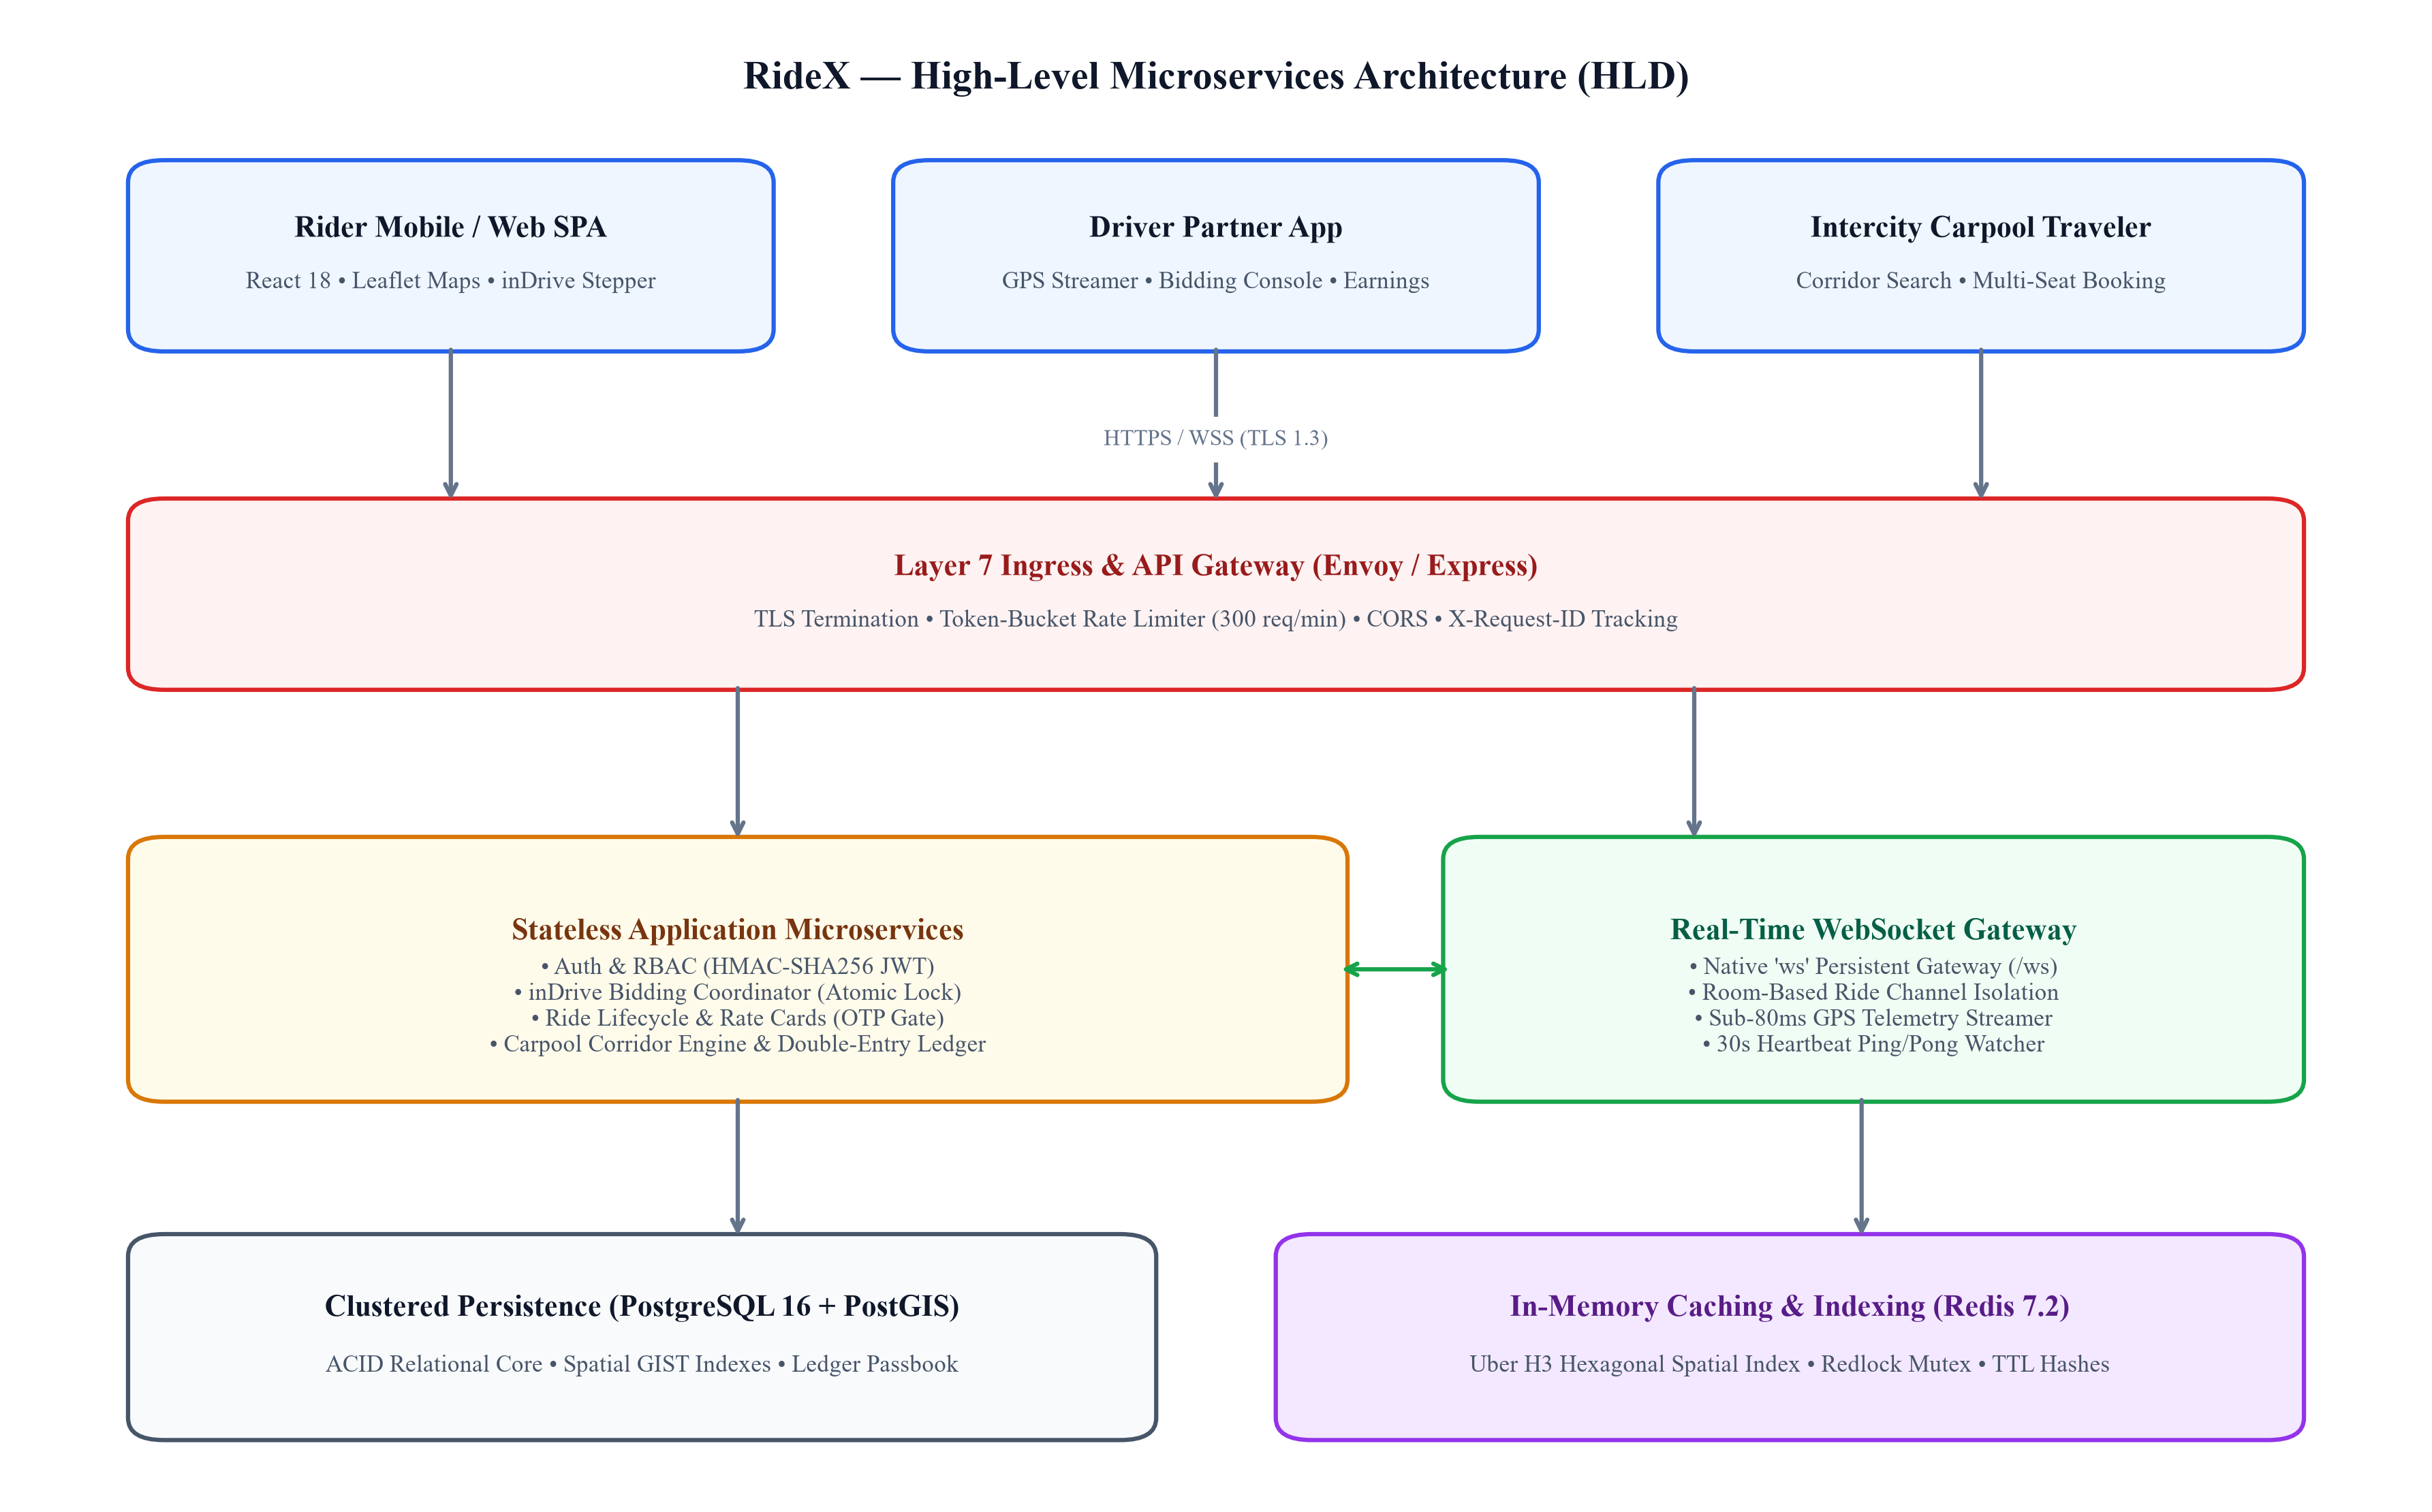 RideX — High-Level Microservices Architecture (HLD)
Rider Mobile / Web SPA
React 18 • Leaflet Maps • inDrive Stepper
Driver Partner App
GPS Streamer • Bidding Console • Earnings
Intercity Carpool Traveler
Corridor Search • Multi-Seat Booking
HTTPS / WSS (TLS 1.3)
Layer 7 Ingress & API Gateway (Envoy / Express)
TLS Termination • Token-Bucket Rate Limiter (300 req/min) • CORS • X-Request-ID Tracking
Stateless Application Microservices
• Auth & RBAC (HMAC-SHA256 JWT)
• inDrive Bidding Coordinator (Atomic Lock)
• Ride Lifecycle & Rate Cards (OTP Gate)
• Carpool Corridor Engine & Double-Entry Ledger
Real-Time WebSocket Gateway
• Native 'ws' Persistent Gateway (/ws)
• Room-Based Ride Channel Isolation
• Sub-80ms GPS Telemetry Streamer
• 30s Heartbeat Ping/Pong Watcher
Clustered Persistence (PostgreSQL 16 + PostGIS)
ACID Relational Core • Spatial GIST Indexes • Ledger Passbook
In-Memory Caching & Indexing (Redis 7.2)
Uber H3 Hexagonal Spatial Index • Redlock Mutex • TTL Hashes